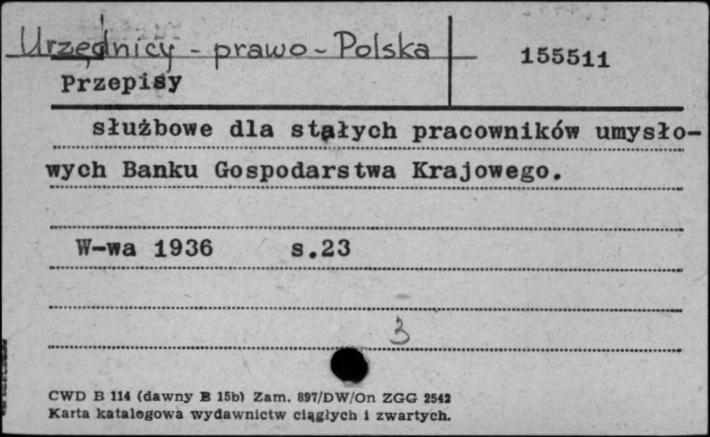 Urzędnicy - prawo - Polska
155511
Przepisy
służbowe dla stałych pracowników umysło-
wych Banku Gospodarstwa Krajowego.
W-wa 1936 s.23
3
CWD B 114 (dawny B 15b) Zam. 897/DW/On ZGG 2542
Karta katalogowa wydawnictw ciągłych i zwartych.